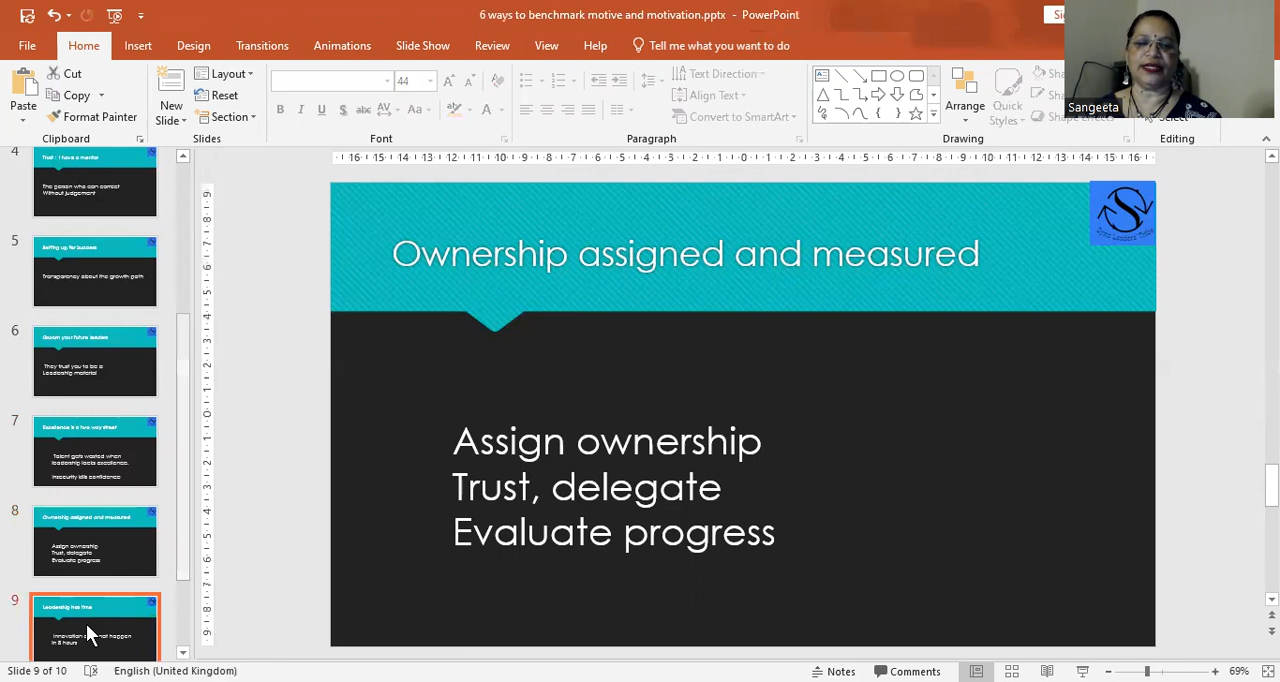 6 ways to benchmark motive and motivation.pptx - PowerPoint
File Home Insert Design Transitions Animations Slide Show Review View Help Tell me what you want to do
Cut
Copy
Format Painter
Paste
Clipboard
New
Slide
Layout
Reset
Section
Slides
44
Font
Text Direction
Align Text
Convert to SmartArt
Paragraph
Arrange
Quick
Styles
Drawing
Editing
Sangeeta
Ownership assigned and measured
Assign ownership
Trust, delegate
Evaluate progress
4
Trust : I have a mentor
The person who can correct
Without judgement
5
Setting up for success
Transparency about the growth path
6
Groom your future leaders
They trust you to be a
Leadership material
7
Excellence is a two way street
Talent gets wasted when
leadership lacks excellence.
Insecurity kills confidence
8
Ownership assigned and measured
Assign ownership
Trust, delegate
Evaluate progress
9
Leadership has time
in 8 hours
Slide 9 of 10 English (United Kingdom) Notes Comments 69%